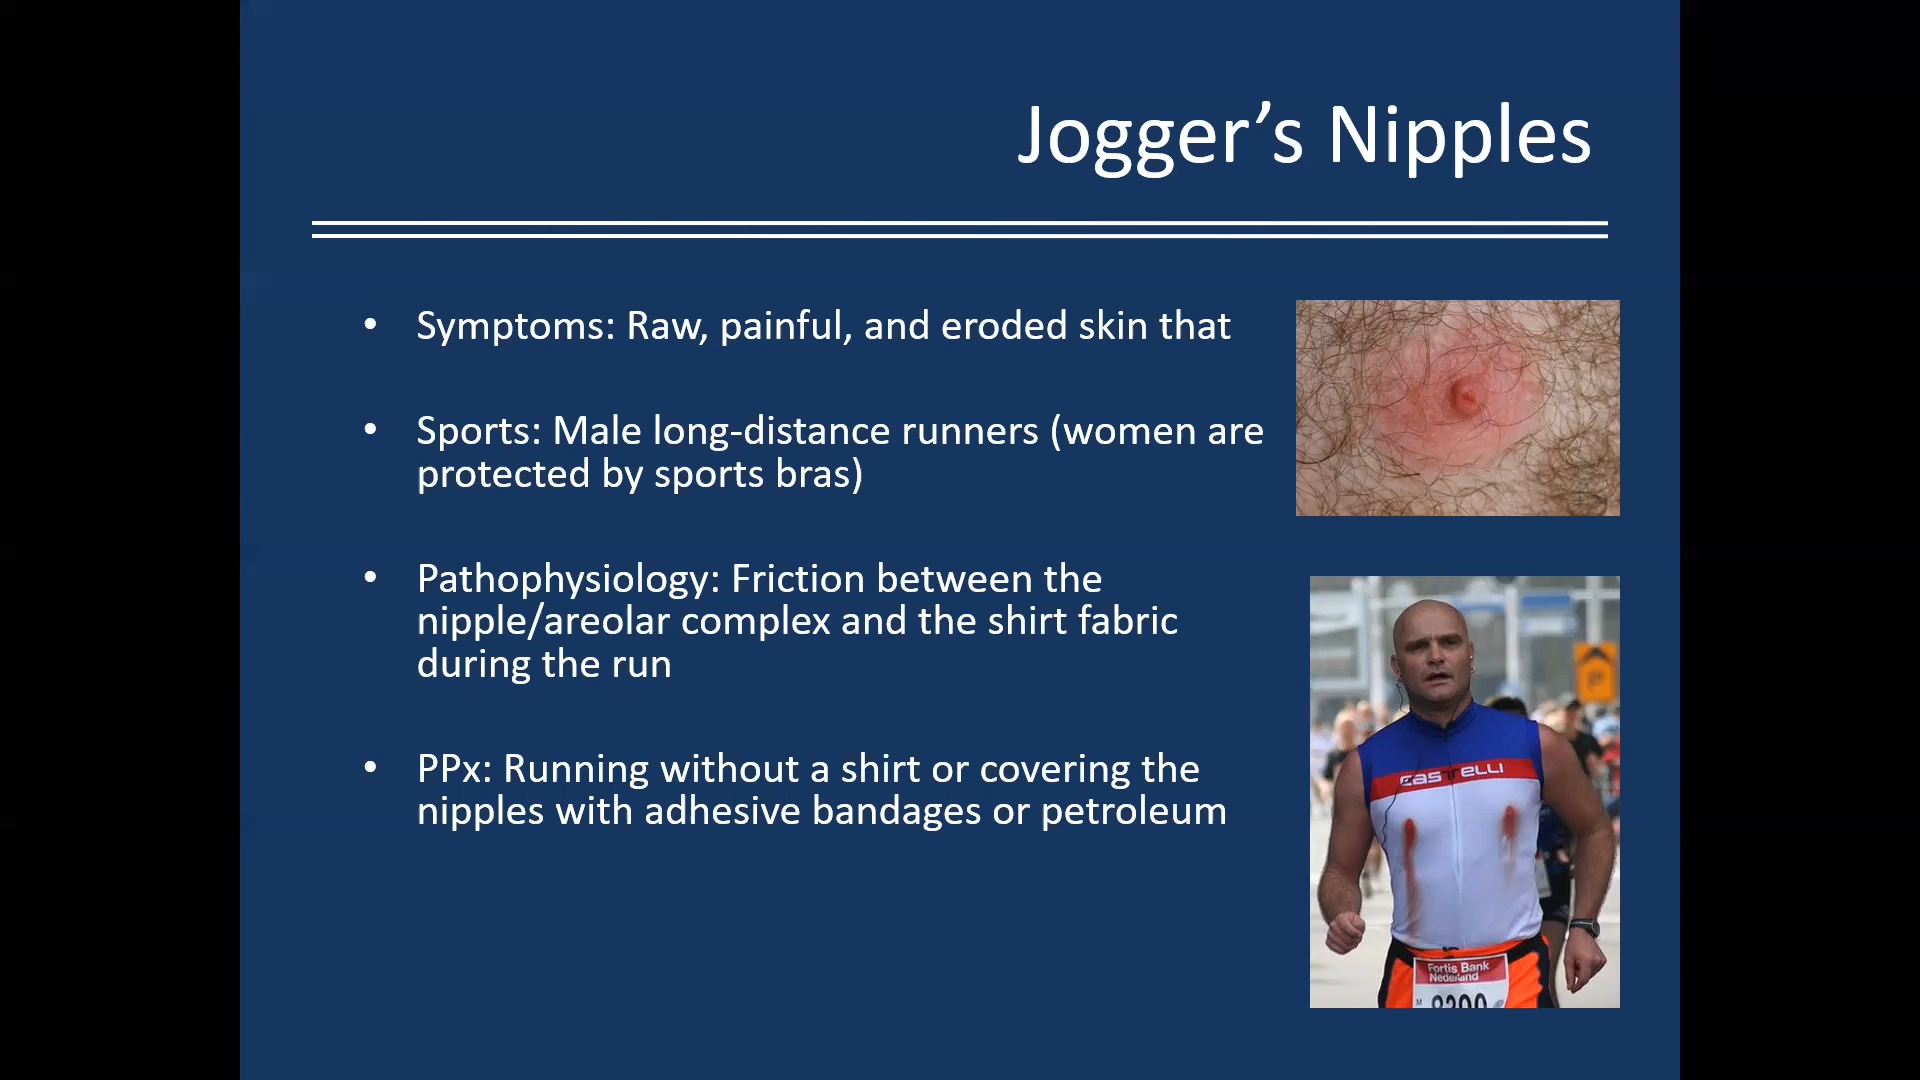 Jogger’s Nipples
• Symptoms: Raw, painful, and eroded skin that
• Sports: Male long-distance runners (women are
protected by sports bras)
• Pathophysiology: Friction between the
nipple/areolar complex and the shirt fabric
during the run
• PPx: Running without a shirt or covering the
nipples with adhesive bandages or petroleum
P
CASTELLI
Fortis Bank
Nederland
M